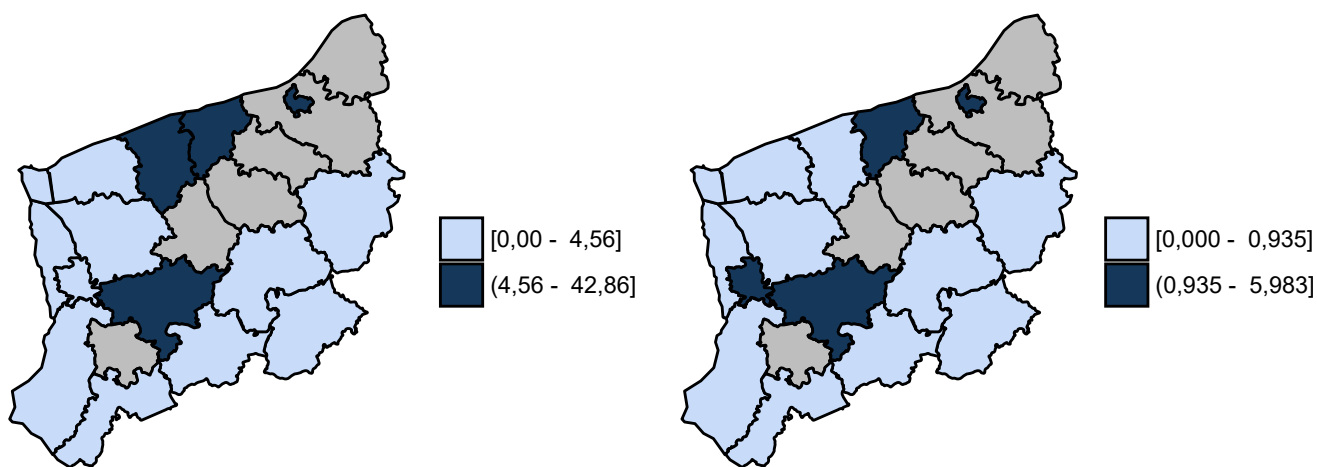 [0,00 - 4,56]
(4,56 - 42,86]
[0,000 - 0,935]
(0,935 - 5,983]